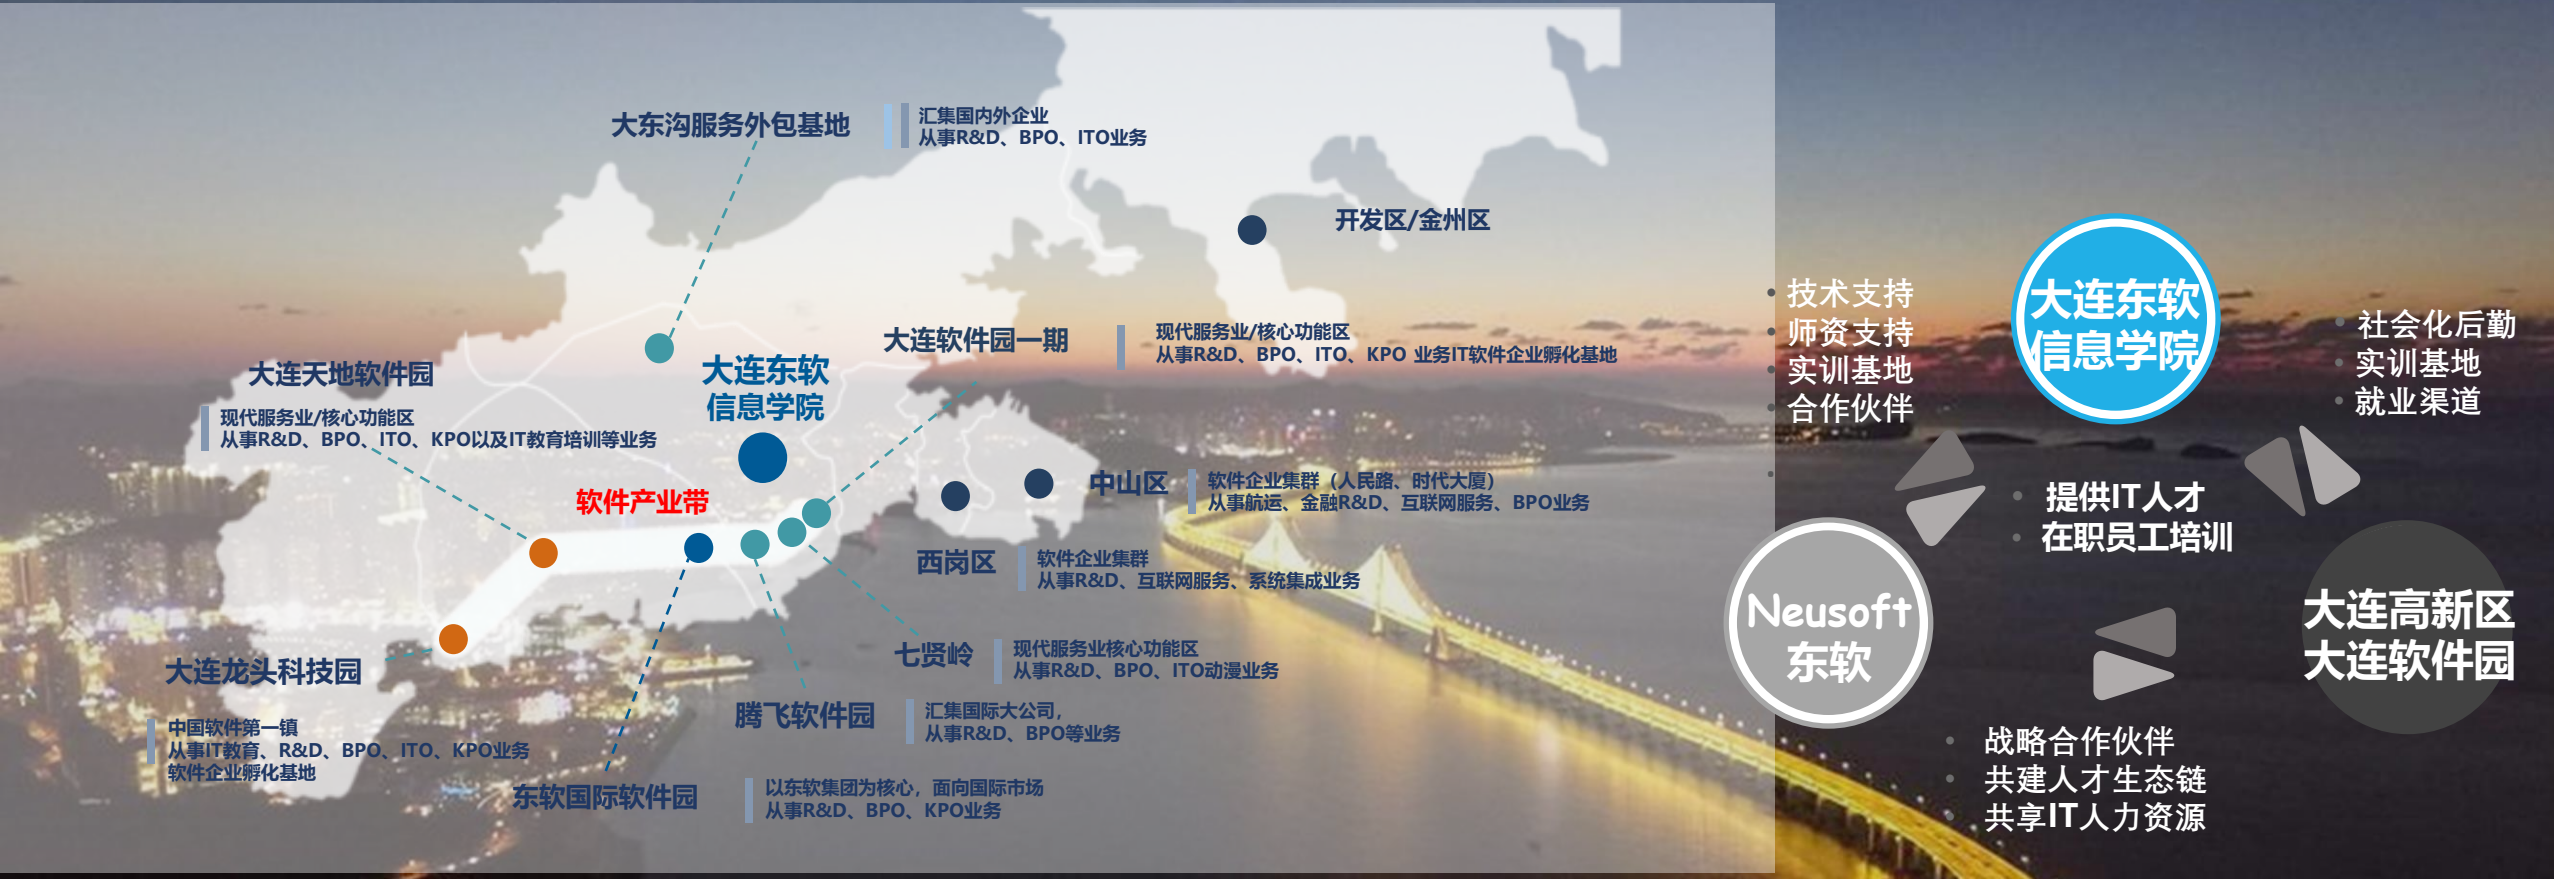 大东沟服务外包基地
汇集国内外企业
从事R&D、BPO、ITO业务
开发区/金州区
大连软件园一期
现代服务业/核心功能区
从事R&D、BPO、ITO、KPO 业务IT软件企业孵化基地
大连天地软件园
现代服务业/核心功能区
从事R&D、BPO、ITO、KPO以及IT教育培训等业务
大连东软
信息学院
软件产业带
中山区
软件企业集群（人民路、时代大厦）
从事航运、金融R&D、互联网服务、BPO业务
西岗区
软件企业集群
从事R&D、互联网服务、系统集成业务
七贤岭
现代服务业核心功能区
从事R&D、BPO、ITO动漫业务
大连龙头科技园
中国软件第一镇
从事IT教育、R&D、BPO、ITO、KPO业务
软件企业孵化基地
腾飞软件园
汇集国际大公司,
从事R&D、BPO等业务
东软国际软件园
以东软集团为核心，面向国际市场
从事R&D、BPO、KPO业务
技术支持
师资支持
实训基地
合作伙伴
大连东软
信息学院
社会化后勤
实训基地
就业渠道
提供IT人才
在职员工培训
Neusoft
东软
大连高新区
大连软件园
战略合作伙伴
共建人才生态链
共享IT人力资源